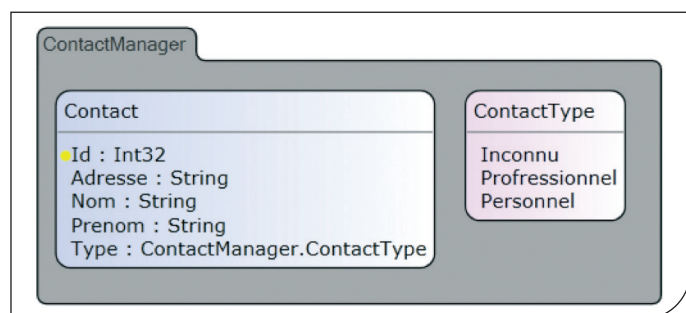 ContactManager
Contact
Id : Int32
Adresse : String
Nom : String
Prenom : String
Type : ContactManager.ContactType
ContactType
Inconnu
Profressionnel
Personnel